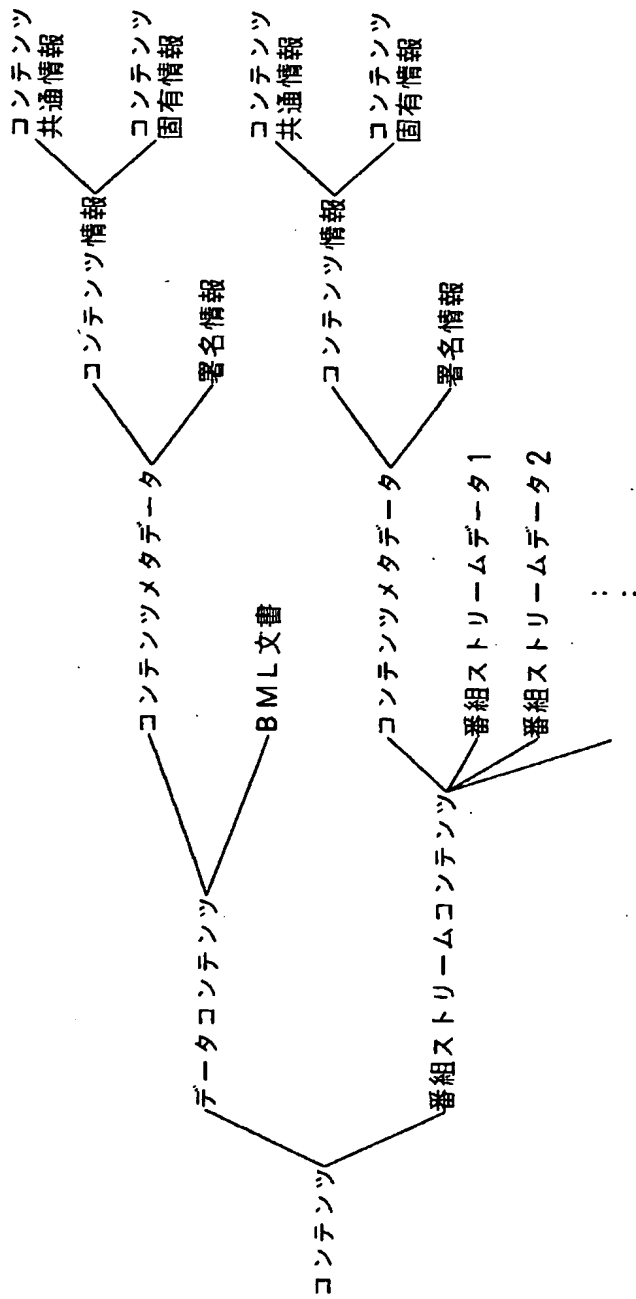 コンテンツ
データコンテンツ
コンテンツメタデータ
コンテンツ情報
コンテンツ
共通情報
コンテンツ
固有情報
署名情報
BML文書
番組ストリームコンテンツ
コンテンツメタデータ
コンテンツ情報
コンテンツ
共通情報
コンテンツ
固有情報
署名情報
番組ストリームデータ1
番組ストリームデータ2